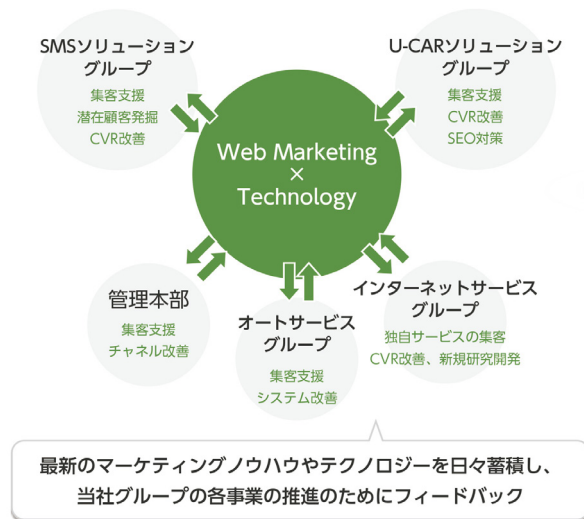 SMSソリューション
グループ
集客支援
潜在顧客発掘
CVR改善
U-CARソリューション
グループ
集客支援
CVR改善
SEO対策
Web Marketing
×
Technology
管理本部
集客支援
チャネル改善
オートサービス
グループ
集客支援
システム改善
インターネットサービス
グループ
独自サービスの集客
CVR改善、新規研究開発
最新のマーケティングノウハウやテクノロジーを日々蓄積し、
当社グループの各事業の推進のためにフィードバック